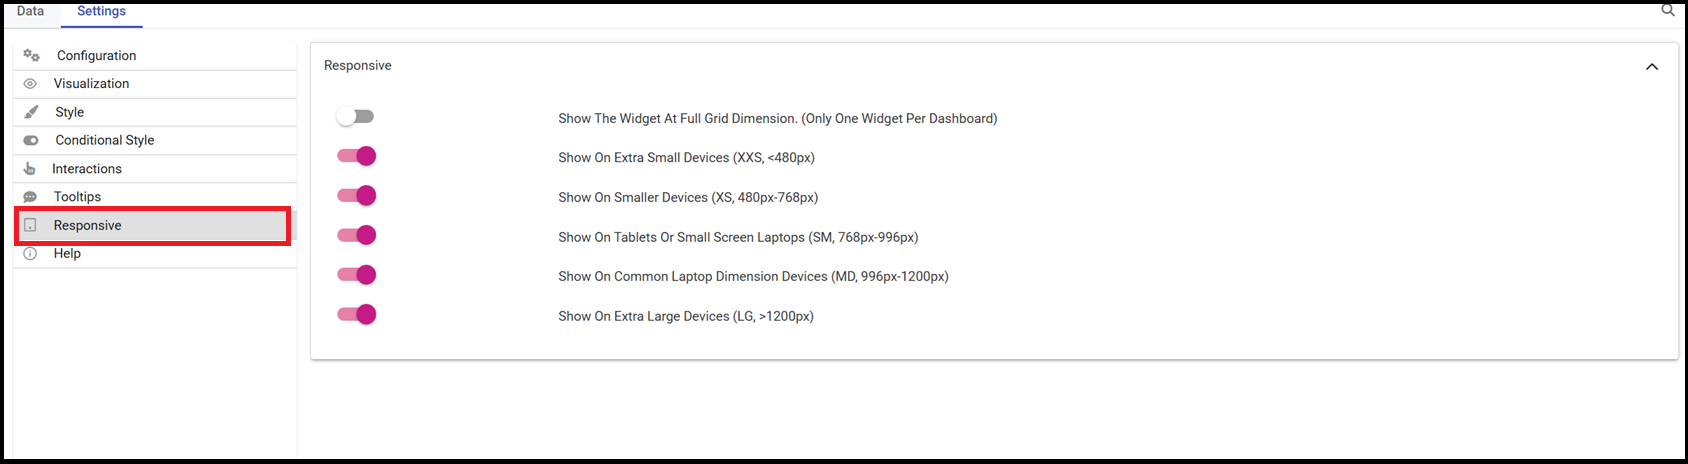 Data
Settings
Configuration
Visualization
Style
Conditional Style
Interactions
Tooltips
Responsive
Help
Responsive
Show The Widget At Full Grid Dimension. (Only One Widget Per Dashboard)
Show On Extra Small Devices (XXS, <480px)
Show On Smaller Devices (XS, 480px-768px)
Show On Tablets Or Small Screen Laptops (SM, 768px-996px)
Show On Common Laptop Dimension Devices (MD, 996px-1200px)
Show On Extra Large Devices (LG, >1200px)